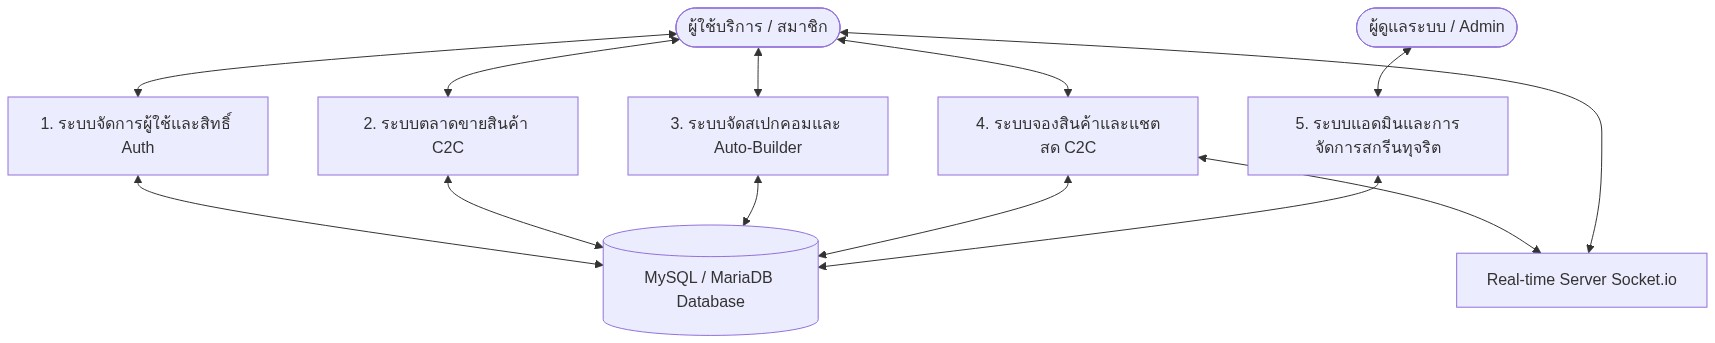 ผู้ใช้บริการ / สมาชิก
ผู้ดูแลระบบ / Admin
1. ระบบจัดการผู้ใช้และสิทธิ์
Auth
2. ระบบตลาดขายสินค้า
C2C
3. ระบบจัดสเปกคอมและ
Auto-Builder
4. ระบบจองสินค้าและแชต
สด C2C
5. ระบบแอดมินและการ
จัดการสกรีนทุจริต
MySQL / MariaDB
Database
Real-time Server Socket.io